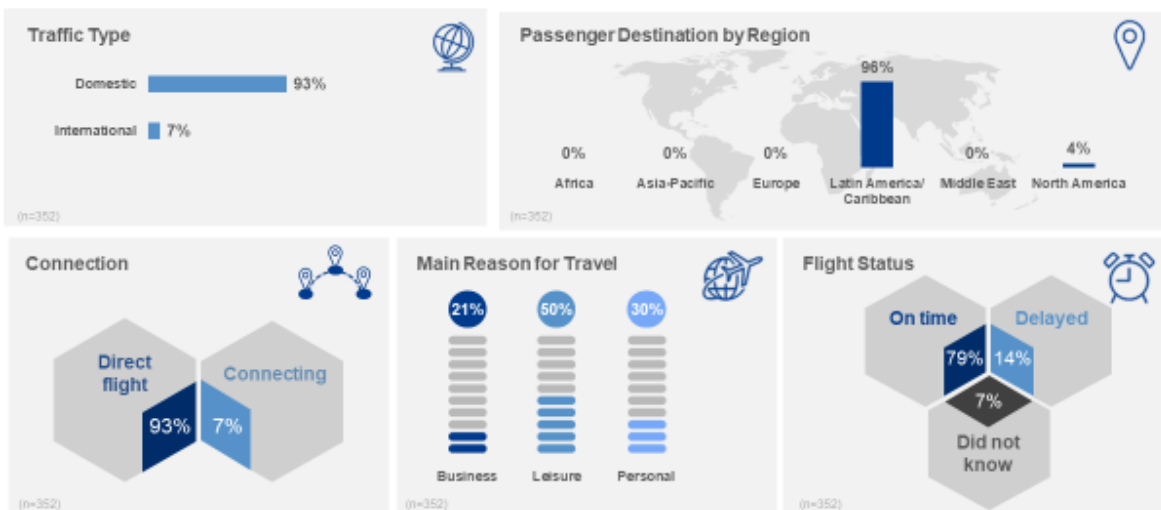 Traffic Type
Domestic 93%
International 7%
(n=352)
Passenger Destination by Region
96%
0% 0% 0% 0% 4%
Africa Asia-Pacific Europe Latin America/ Middle East North America
Caribbean
(n=352)
Connection
Direct
flight
Connecting
93% 7%
(n=352)
Main Reason for Travel
21% 50% 30%
Business Leisure Personal
(n=352)
Flight Status
On time Delayed
79% 14%
7%
Did not
know
(n=352)